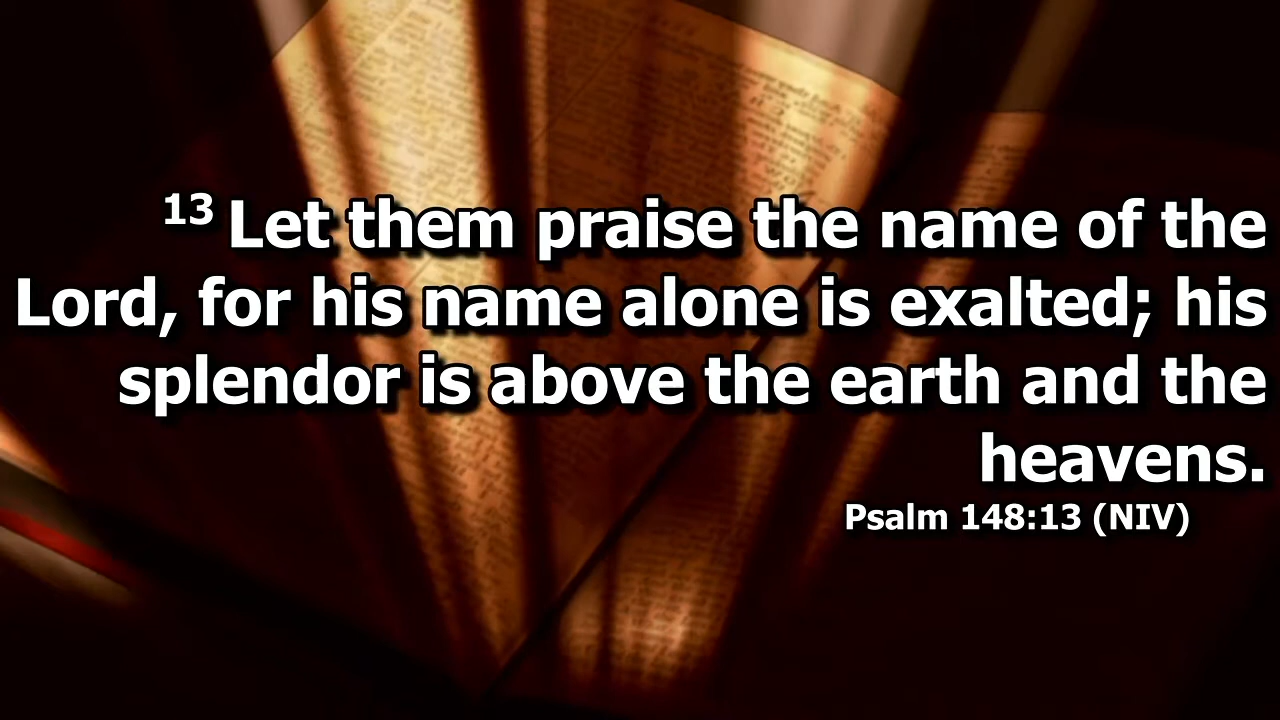 13 Let them praise the name of the
Lord, for his name alone is exalted; his
splendor is above the earth and the
heavens.
Psalm 148:13 (NIV)